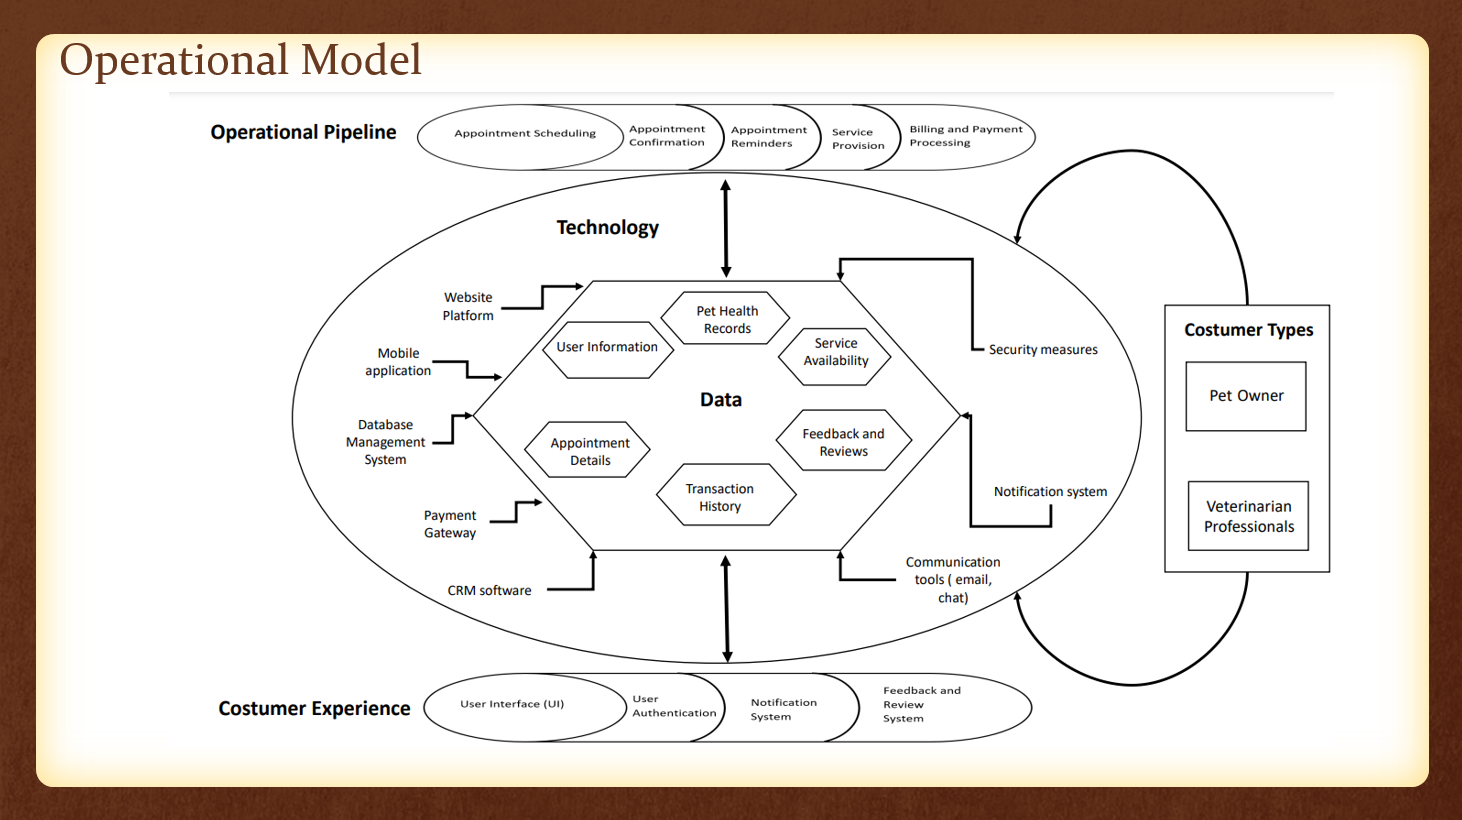 Operational Model
Operational Pipeline
Appointment Scheduling
Appointment
Confirmation
Appointment
Reminders
Service
Provision
Billing and Payment
Processing
Technology
Website
Platform
Mobile
application
Database
Management
System
Payment
Gateway
CRM software
Pet Health
Records
User Information
Service
Availability
Data
Appointment
Details
Feedback and
Reviews
Transaction
History
Security measures
Notification system
Communication
tools ( email,
chat)
Costumer Types
Pet Owner
Veterinarian
Professionals
Costumer Experience
User Interface (UI)
User
Authentication
Notification
System
Feedback and
Review
System